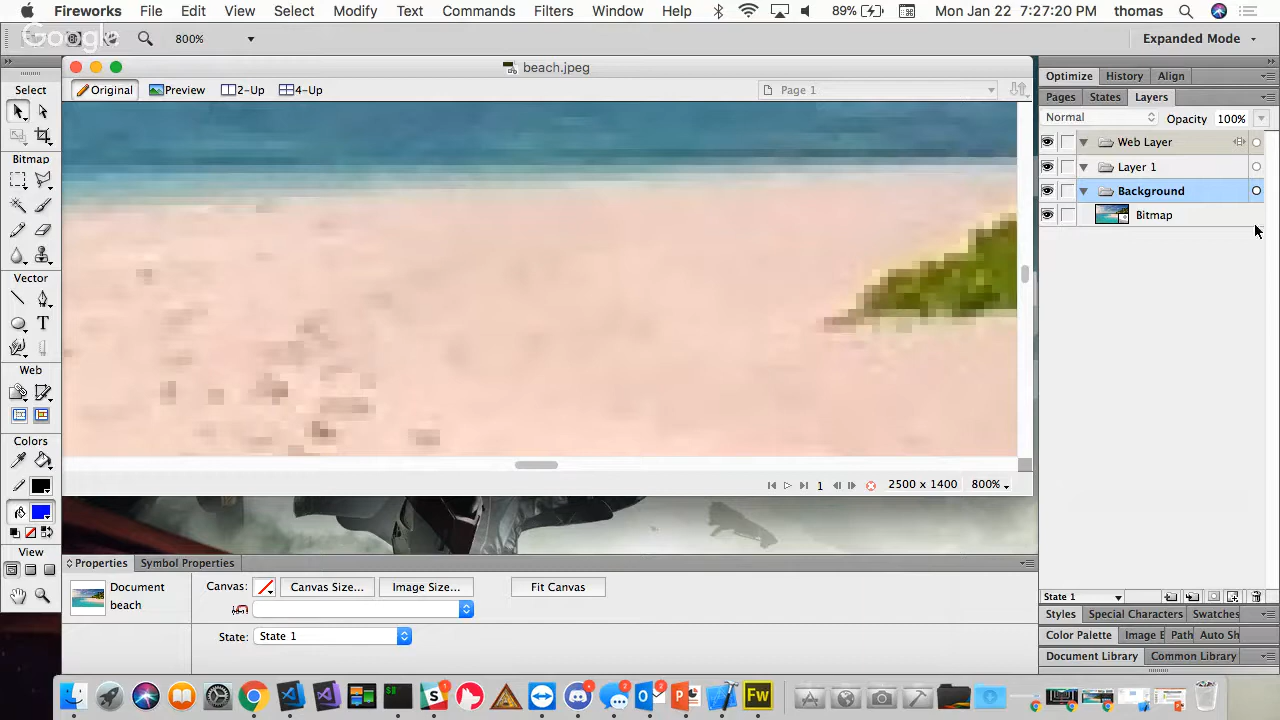 Fireworks File Edit View Select Modify Text Commands Filters Window Help 89% Mon Jan 22 7:27:20 PM thomas
Google
800%
Expanded Mode
beach.jpeg
Original Preview 2-Up 4-Up
Page 1
Select
Bitmap
Vector
T
Web
Colors
View
1 2500 x 1400 800%
Optimize History Align
Pages States Layers
Normal Opacity 100%
Web Layer
Layer 1
Background
Bitmap
State 1
Styles Special Characters Swatches
Color Palette Image E Path Auto Sh
Document Library Common Library
Properties Symbol Properties
Document
beach
Canvas: Canvas Size... Image Size... Fit Canvas
State: State 1
Fw